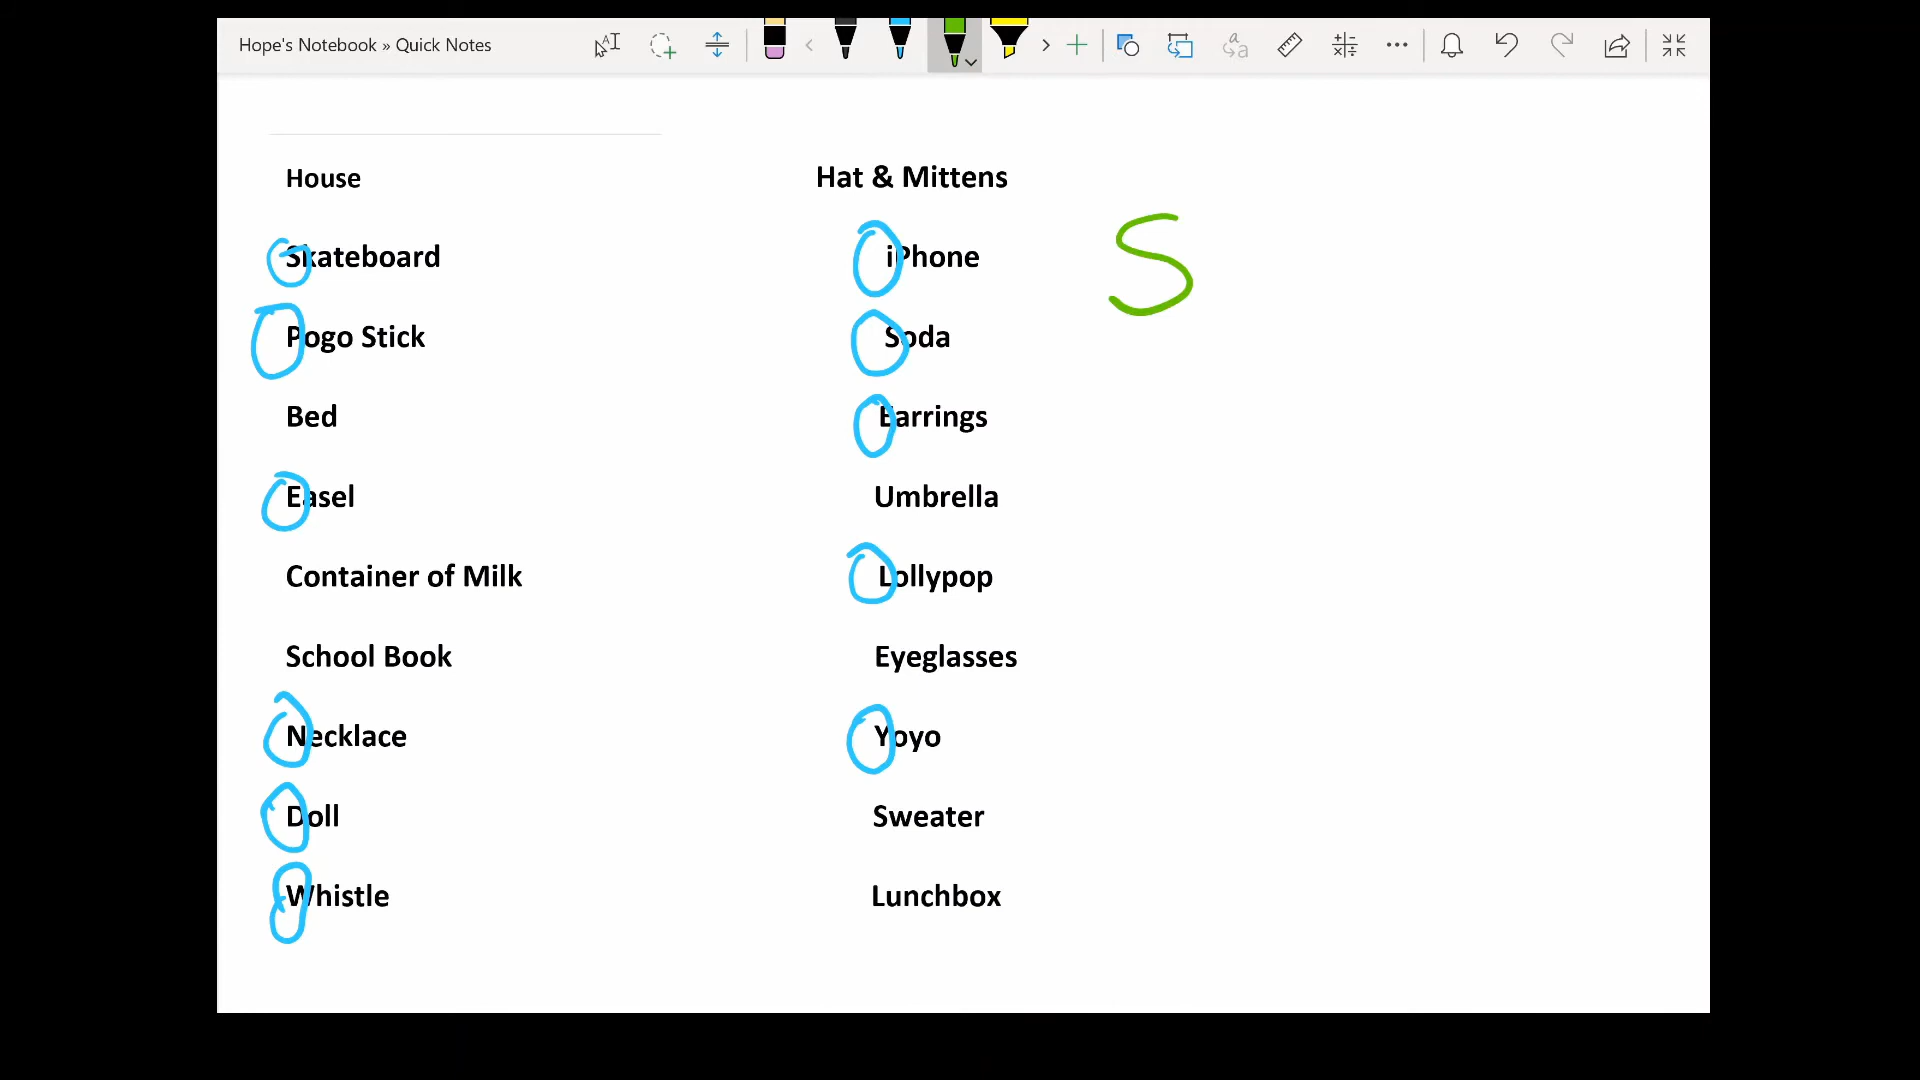 Hope's Notebook » Quick Notes
House
Skateboard
Pogo Stick
Bed
Easel
Container of Milk
School Book
Necklace
Doll
Whistle
Hat & Mittens
iPhone
Soda
Earrings
Umbrella
Lollypop
Eyeglasses
Yoyo
Sweater
Lunchbox
S